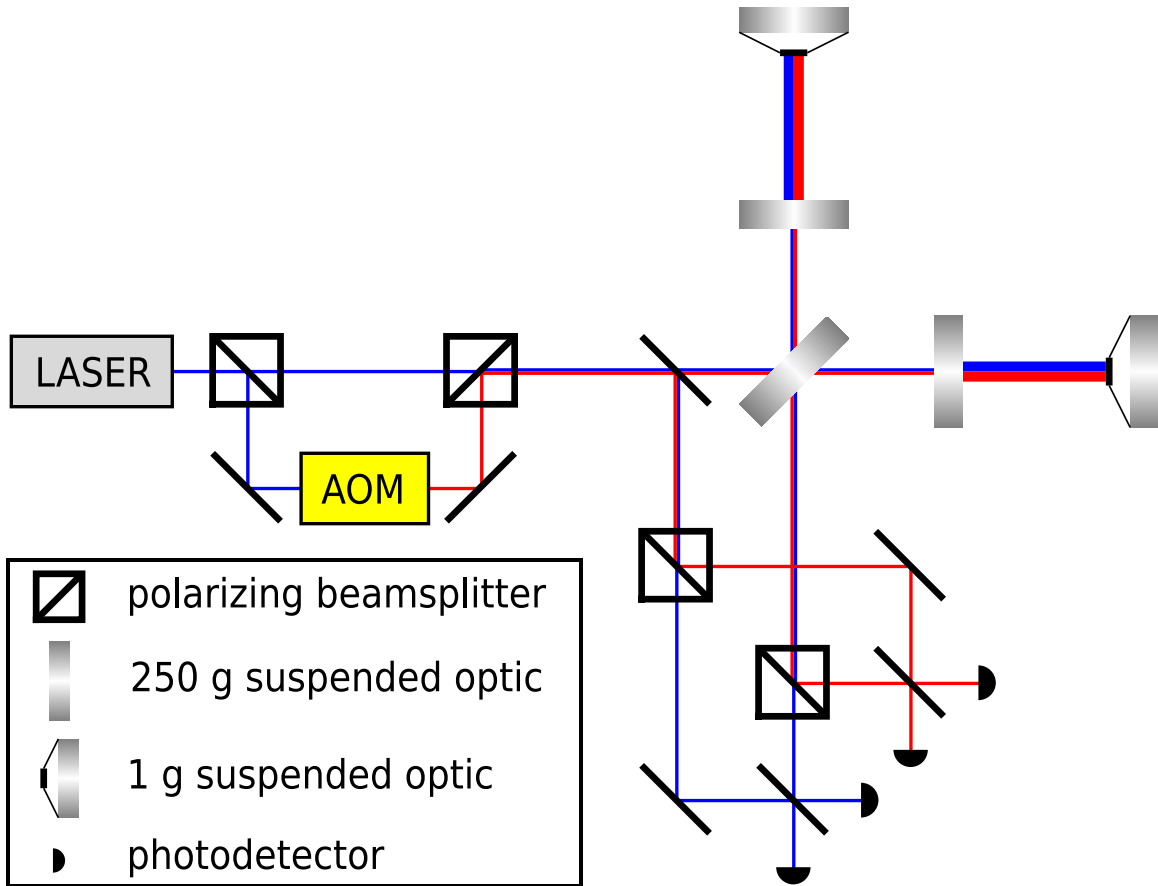 LASER
AOM
polarizing beamsplitter
250 g suspended optic
1 g suspended optic
photodetector